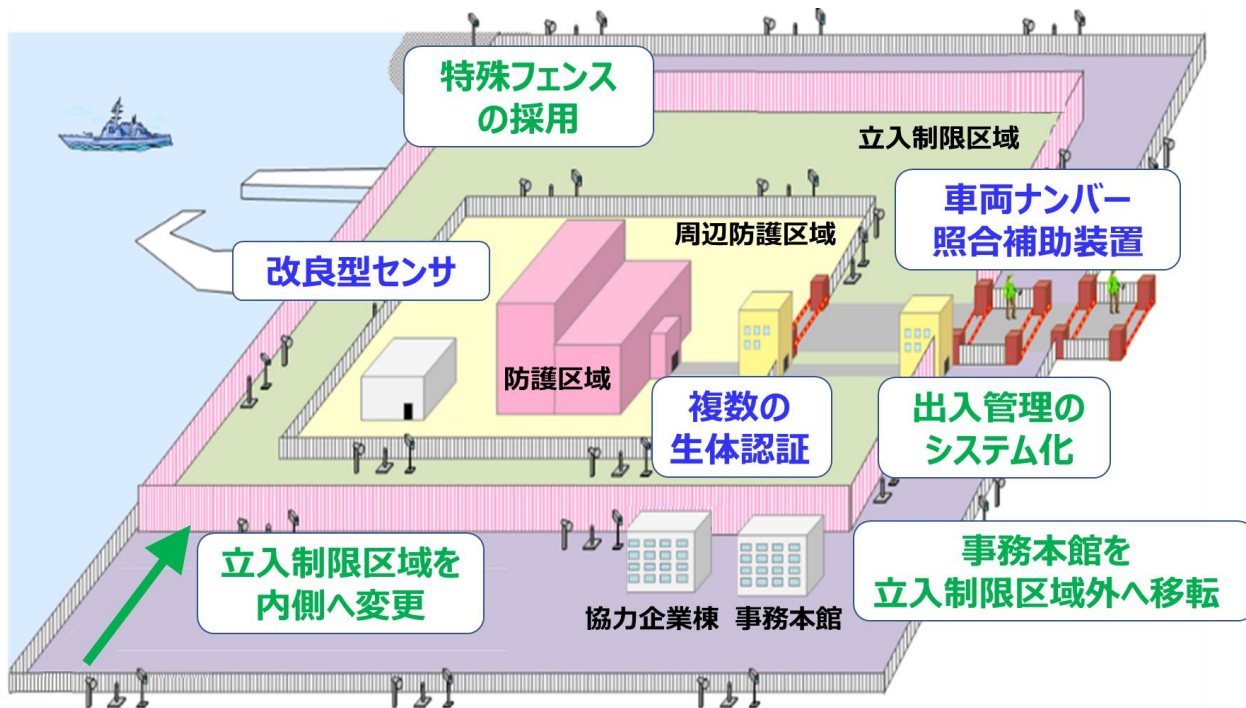 特殊フェンス
の採用
立入制限区域
車両ナンバー
照合補助装置
周辺防護区域
改良型センサ
防護区域
複数の
生体認証
出入管理の
システム化
立入制限区域を
内側へ変更
事務本館を
立入制限区域外へ移転
協力企業棟
事務本館